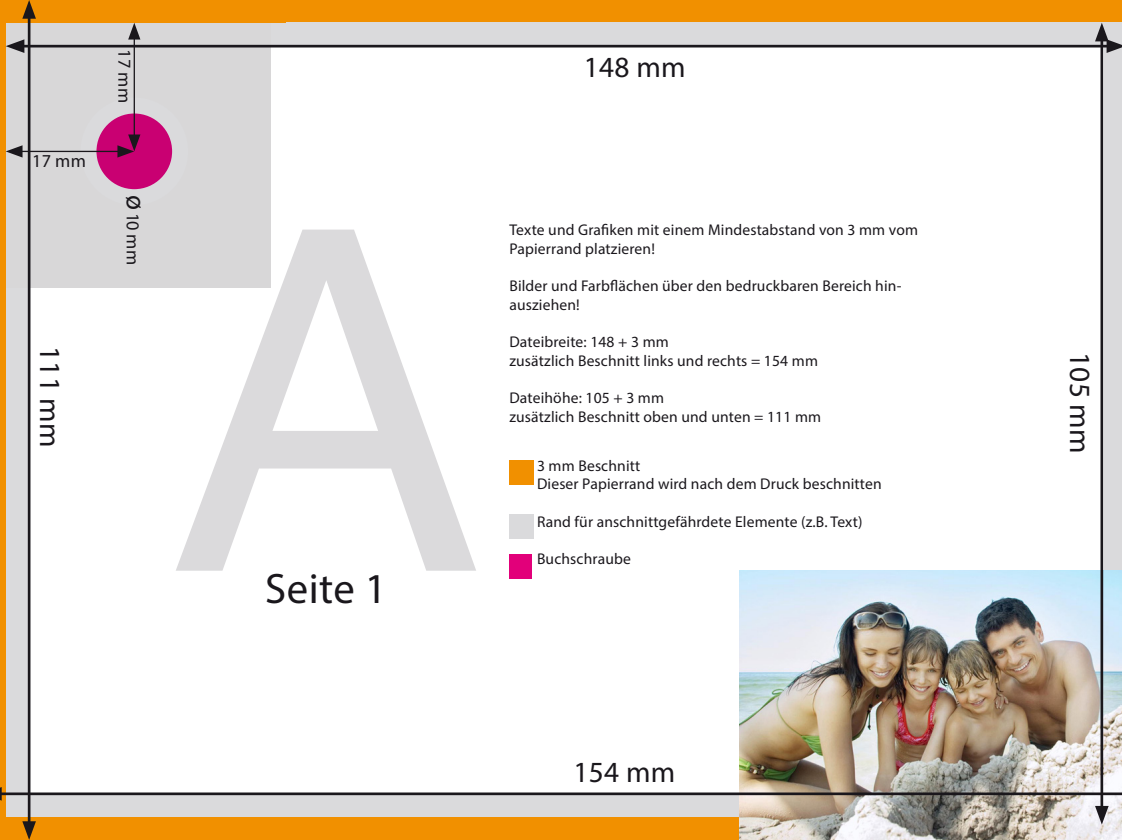 148 mm
17 mm
17 mm
Ø 10 mm
A
Texte und Grafiken mit einem Mindestabstand von 3 mm vom
Papierrand platzieren!
Bilder und Farbflächen über den bedruckbaren Bereich hin-
ausziehen!
Dateibreite: 148 + 3 mm
zusätzlich Beschnitt links und rechts = 154 mm
Dateihöhe: 105 + 3 mm
zusätzlich Beschnitt oben und unten = 111 mm
3 mm Beschnitt
Dieser Papierrand wird nach dem Druck beschnitten
Rand für anschnittgefährdete Elemente (z.B. Text)
Buchschraube
111 mm
105 mm
Seite 1
154 mm